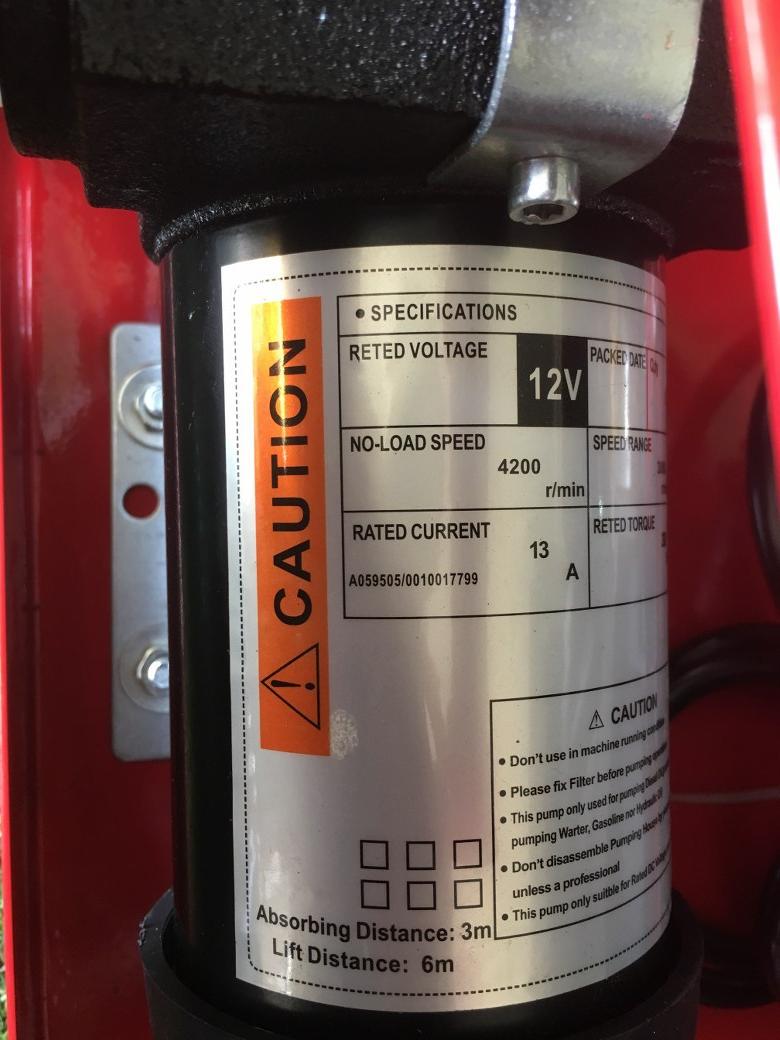 CAUTION
• SPECIFICATIONS
RETED VOLTAGE
12V
PACKED DATE
NO-LOAD SPEED
4200
r/min
SPEED RANGE
RATED CURRENT
13
A
A059505/0010017799
RETED TORQUE
CAUTION
• Don't use in machine running
• Please fix Filter before pumping
• This pump only used for pumping Diesel
pumping Warter, Gasoline nor Hydraulic Oil
• Don't disassemble Pumping House
unless a professional
• This pump only suitble for Rated DC
Absorbing Distance: 3m
Lift Distance: 6m